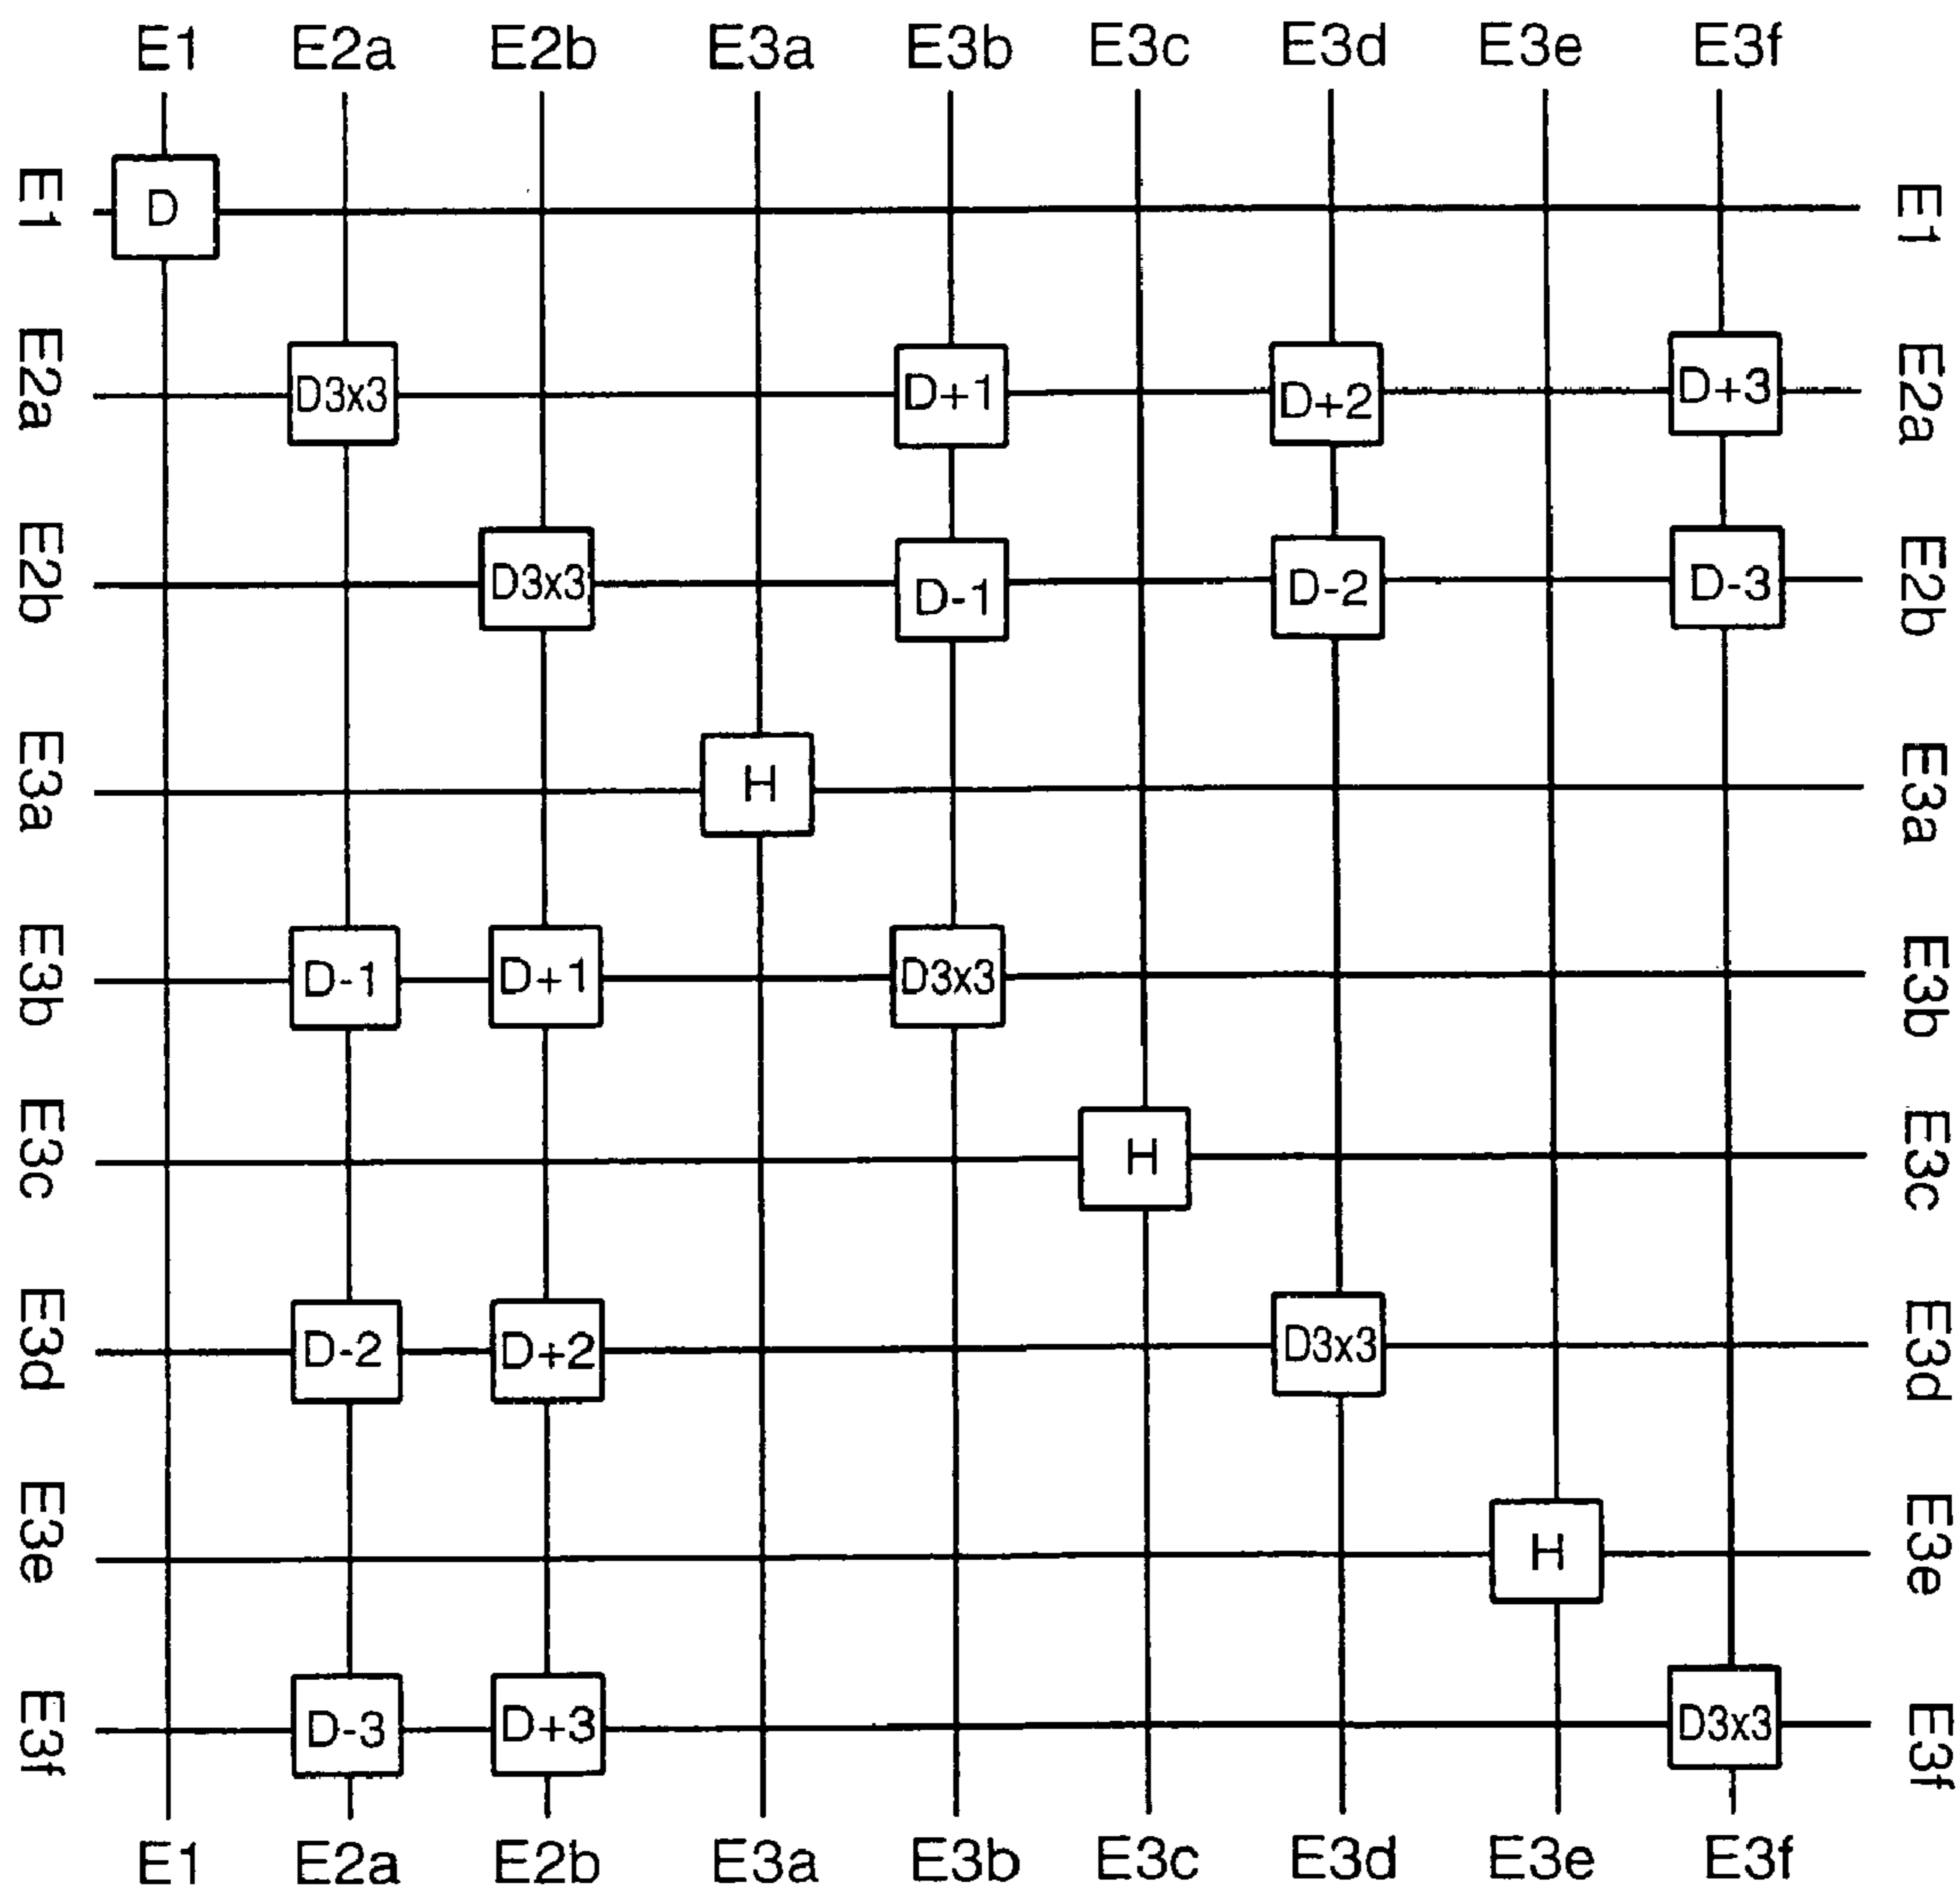 E1 E2a E2b E3a E3b E3c E3d E3e E3f
E1 D E1
E2a D3x3 D+1 D+2 D+3 E2a
E2b D3x3 D-1 D-2 D-3 E2b
E3a H E3a
E3b D-1 D+1 D3x3 E3b
E3c H E3c
E3d D-2 D+2 D3x3 E3d
E3e H E3e
E3f D-3 D+3 D3x3 E3f
E1 E2a E2b E3a E3b E3c E3d E3e E3f